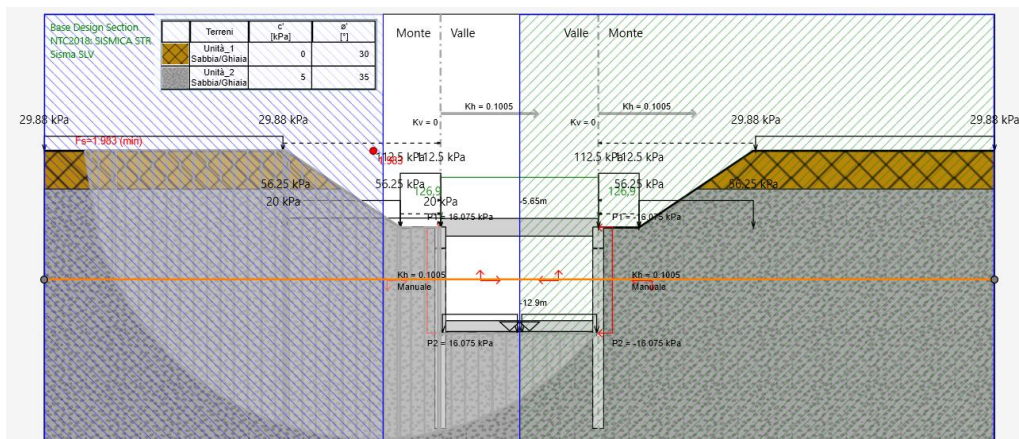 Base Design Section
NTC2018: SISMICA STR
Sisma SLV
Terreni c' ø'
[kPa] [°]
Unità_1
Sabbia/Ghiaia 0 30
Unità_2
Sabbia/Ghiaia 5 35
Monte Valle Valle Monte
Kh = 0.1005 Kh = 0.1005
Kv = 0 Kv = 0
29.88 kPa 29.88 kPa 29.88 kPa 29.88 kPa
Fs=1.983 (min)
1.983
112.5 kPa 112.5 kPa 112.5 kPa 112.5 kPa
56.25 kPa 56.25 kPa 56.25 kPa 56.25 kPa
126,9 126,9
20 kPa 20 kPa -5.65m
P1 = 16.075 kPa P1 = -16.075 kPa
Kh = 0.1005 Kh = 0.1005
Manuale Manuale
-12.9m
P2 = 16.075 kPa P2 = -16.075 kPa